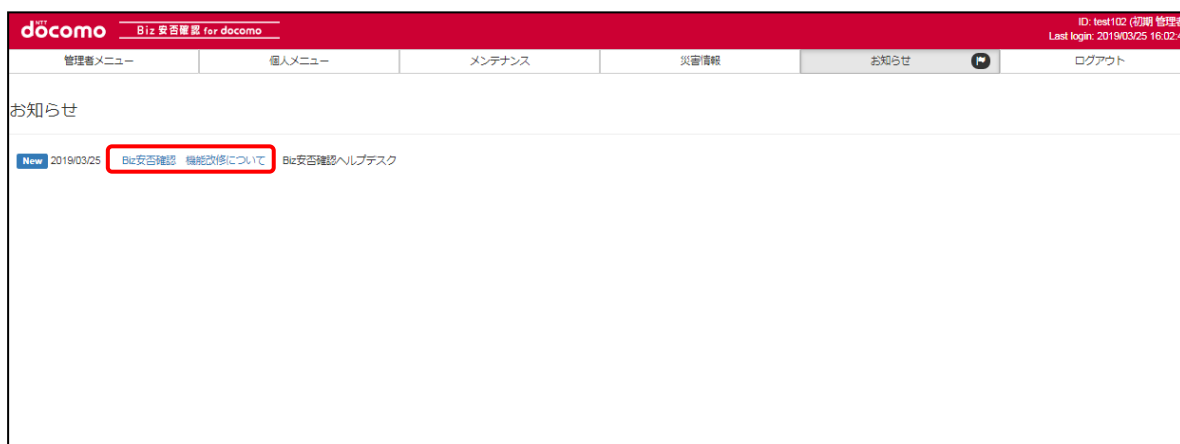 NTT
döcomo Biz 安否確認 for docomo
ID: test102 (初期 管理者
Last login: 2019/03/25 16:02:4
管理者メニュー 個人メニュー メンテナンス 災害情報 お知らせ ログアウト
お知らせ
New 2019/03/25 Biz安否確認 機能改修について Biz安否確認ヘルプデスク